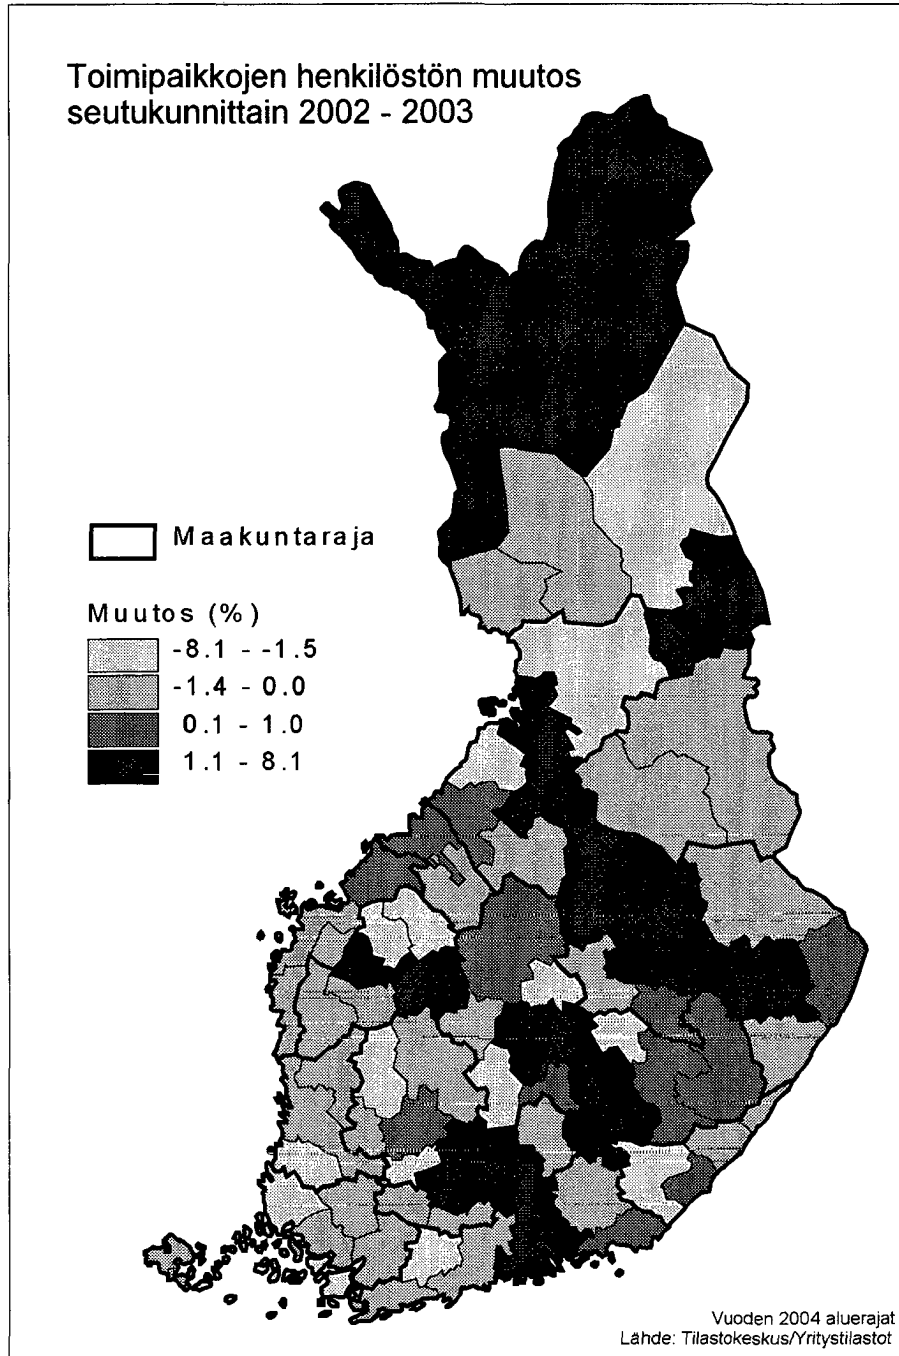 Toimipaikkojen henkilöstön muutos
seutukunnittain 2002 - 2003
Maakuntaraja
Muutos (%)
-8.1 - -1.5
-1.4 - 0.0
0.1 - 1.0
1.1 - 8.1
Vuoden 2004 aluerajat
Lähde: Tilastokeskus/Yritystilastot